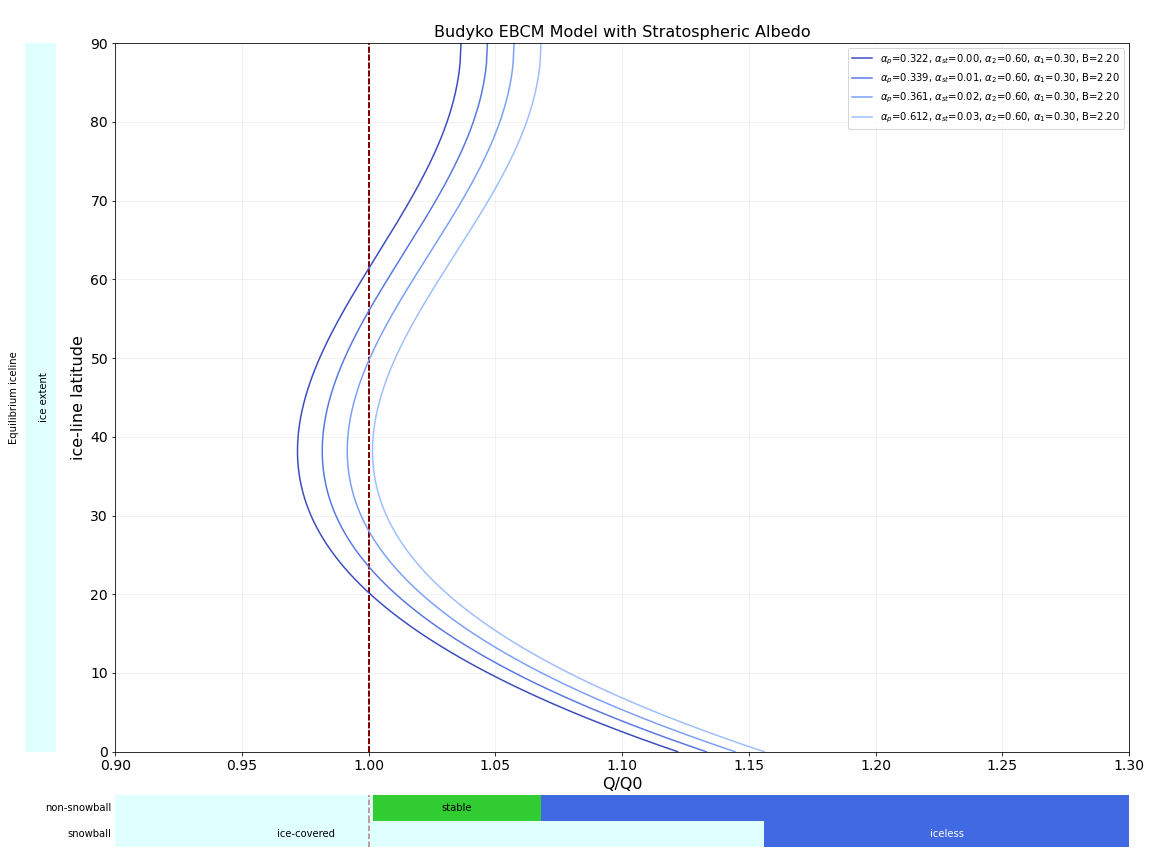 Budyko EBCM Model with Stratospheric Albedo
αp=0.322, αst=0.00, α2=0.60, α1=0.30, B=2.20
αp=0.339, αst=0.01, α2=0.60, α1=0.30, B=2.20
αp=0.361, αst=0.02, α2=0.60, α1=0.30, B=2.20
αp=0.612, αst=0.03, α2=0.60, α1=0.30, B=2.20
90
80
70
60
50
40
30
20
10
0
Equilibrium iceline
ice extent
ice-line latitude
0.90 0.95 1.00 1.05 1.10 1.15 1.20 1.25 1.30
Q/Q0
non-snowball
stable
snowball
ice-covered
iceless